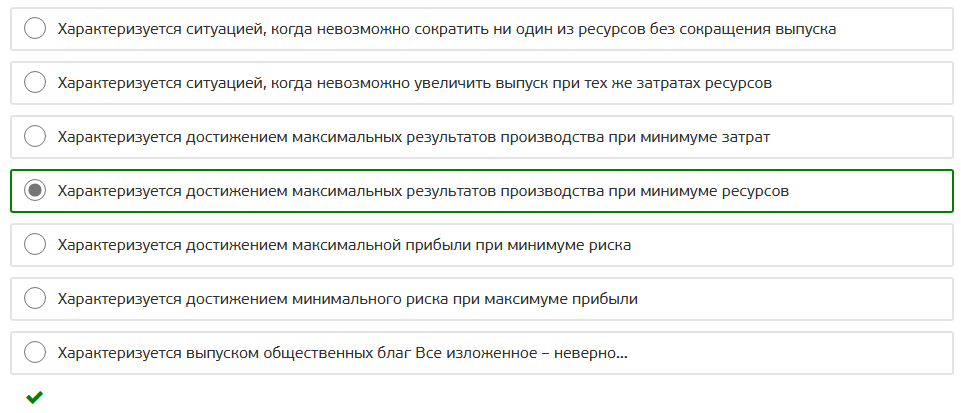 Характеризуется ситуацией, когда невозможно сократить ни один из ресурсов без сокращения выпуска
Характеризуется ситуацией, когда невозможно увеличить выпуск при тех же затратах ресурсов
Характеризуется достижением максимальных результатов производства при минимуме затрат
Характеризуется достижением максимальных результатов производства при минимуме ресурсов
Характеризуется достижением максимальной прибыли при минимуме риска
Характеризуется достижением минимального риска при максимуме прибыли
Характеризуется выпуском общественных благ Все изложенное – неверно...